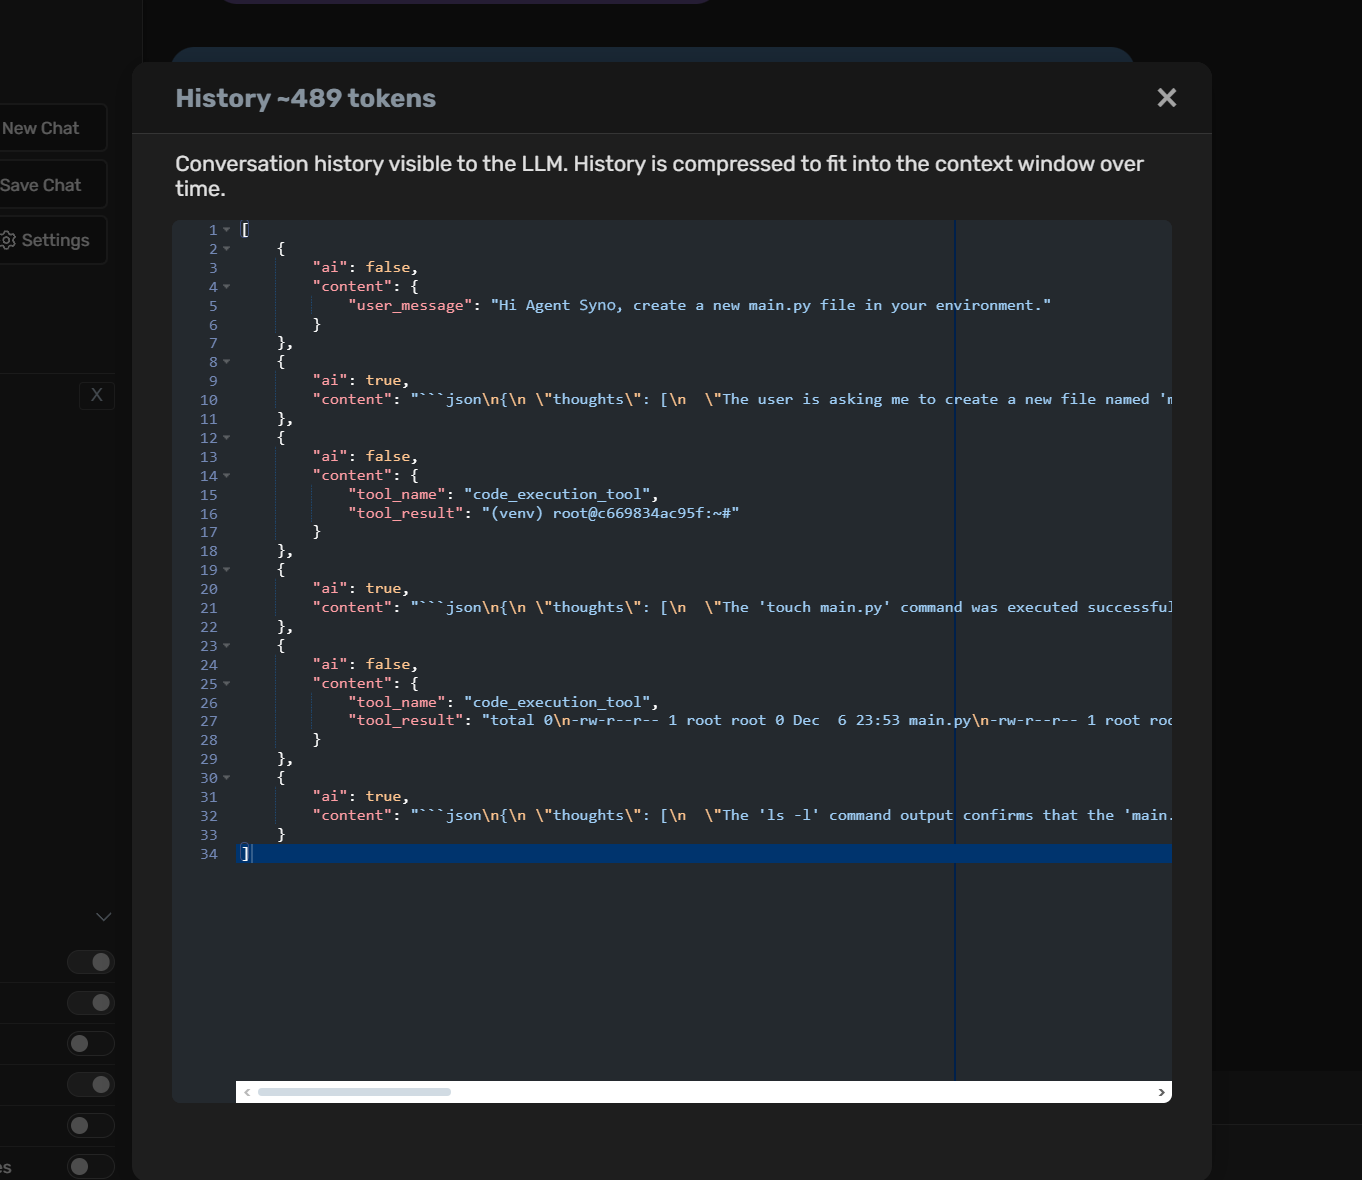 New Chat
Save Chat
Settings
X
es
History ~489 tokens
Conversation history visible to the LLM. History is compressed to fit into the context window over
time.
1 [
2 {
3 "ai": false,
4 "content": {
5 "user_message": "Hi Agent Syno, create a new main.py file in your environment."
6 }
7 },
8 {
9 "ai": true,
10 "content": "```json\n{\n \"thoughts\": [\n  \"The user is asking me to create a new file named 'm
11 },
12 {
13 "ai": false,
14 "content": {
15 "tool_name": "code_execution_tool",
16 "tool_result": "(venv) root@c669834ac95f:~#"
17 }
18 },
19 {
20 "ai": true,
21 "content": "```json\n{\n \"thoughts\": [\n  \"The 'touch main.py' command was executed successful
22 },
23 {
24 "ai": false,
25 "content": {
26 "tool_name": "code_execution_tool",
27 "tool_result": "total 0\n-rw-r--r-- 1 root root 0 Dec  6 23:53 main.py\n-rw-r--r-- 1 root roo
28 }
29 },
30 {
31 "ai": true,
32 "content": "```json\n{\n \"thoughts\": [\n  \"The 'ls -l' command output confirms that the 'main.
33 }
34 ]